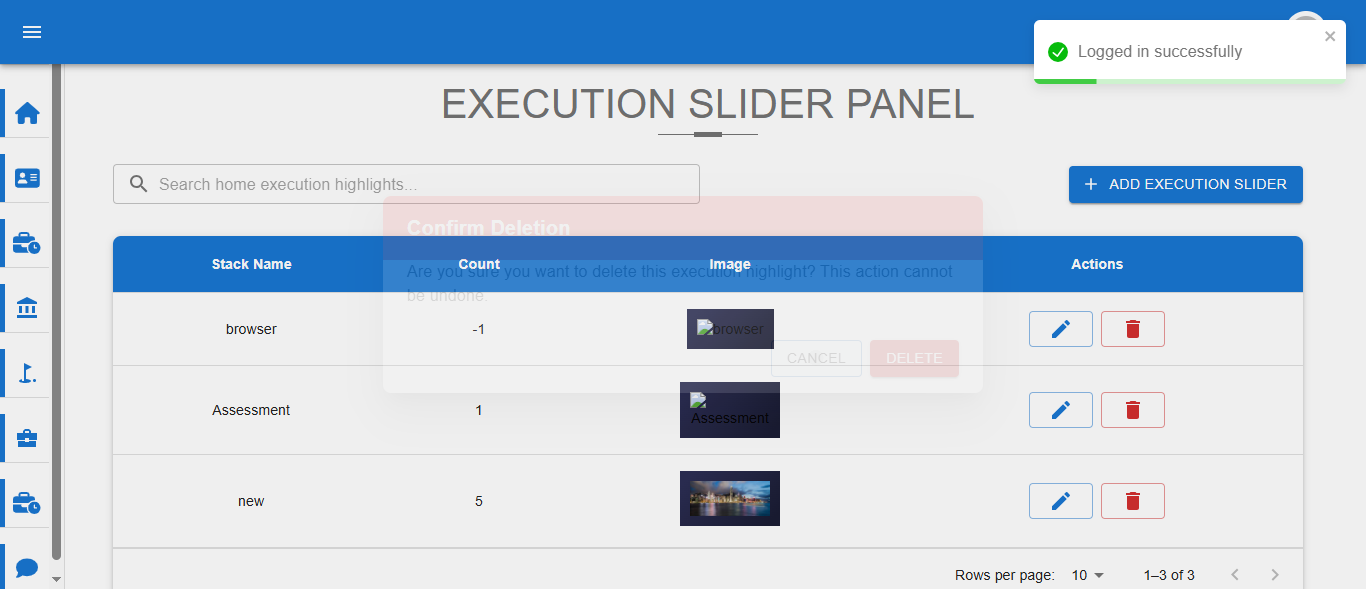 Logged in successfully
EXECUTION SLIDER PANEL
Search home execution highlights...
ADD EXECUTION SLIDER
Confirm Deletion
Are you sure you want to delete this execution highlight? This action cannot
be undone.
CANCEL DELETE
Stack Name Count Image Actions
browser -1 browser
Assessment 1 Assessment
new 5
Rows per page: 10 1–3 of 3